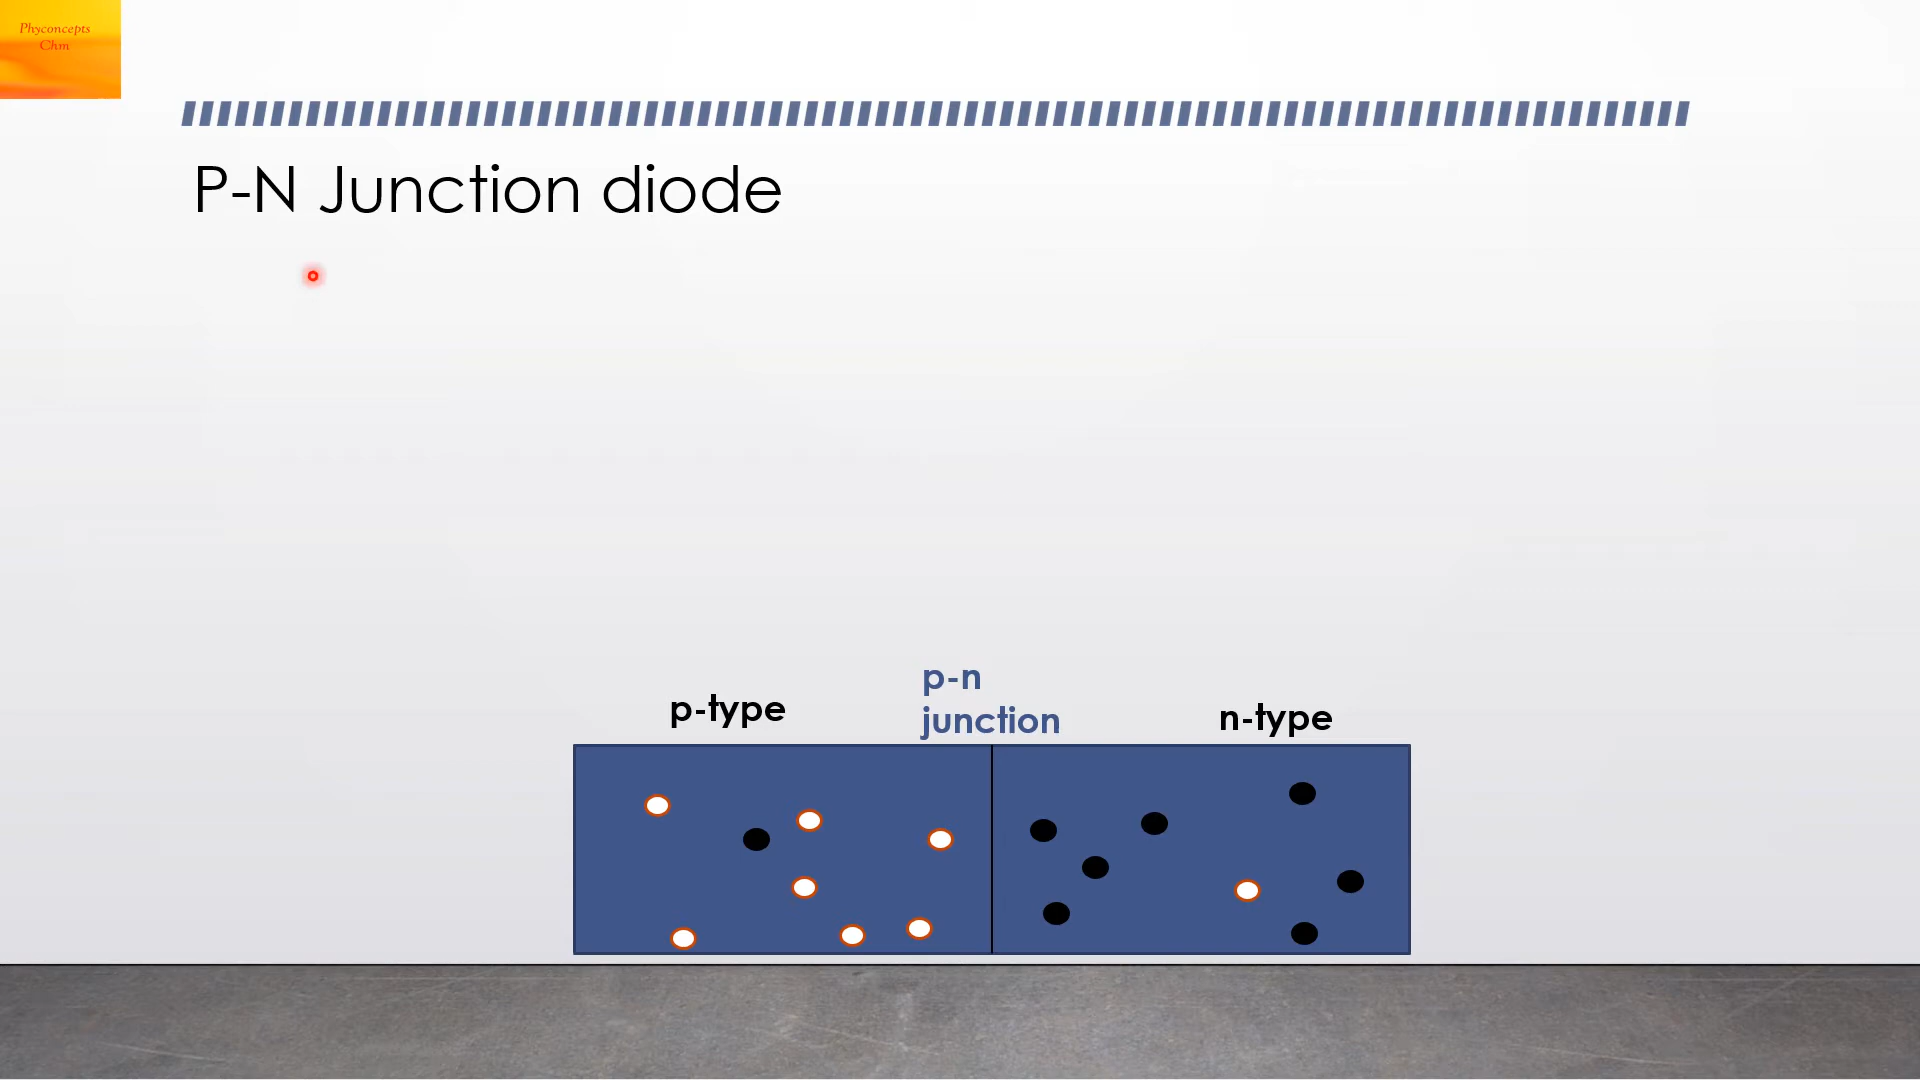 Phyconcepts
Chm
P-N Junction diode
p-type
p-n
junction
n-type